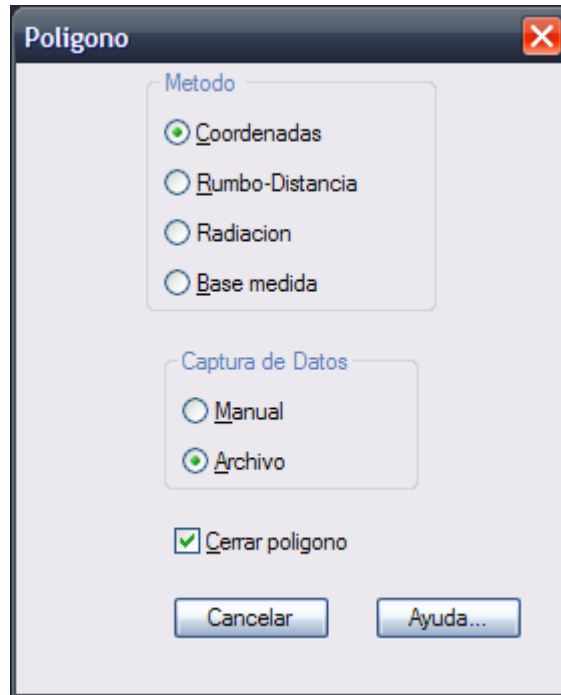 Poligono
Metodo
Coordenadas
Rumbo-Distancia
Radiacion
Base medida
Captura de Datos
Manual
Archivo
Cerrar poligono
Cancelar
Ayuda...